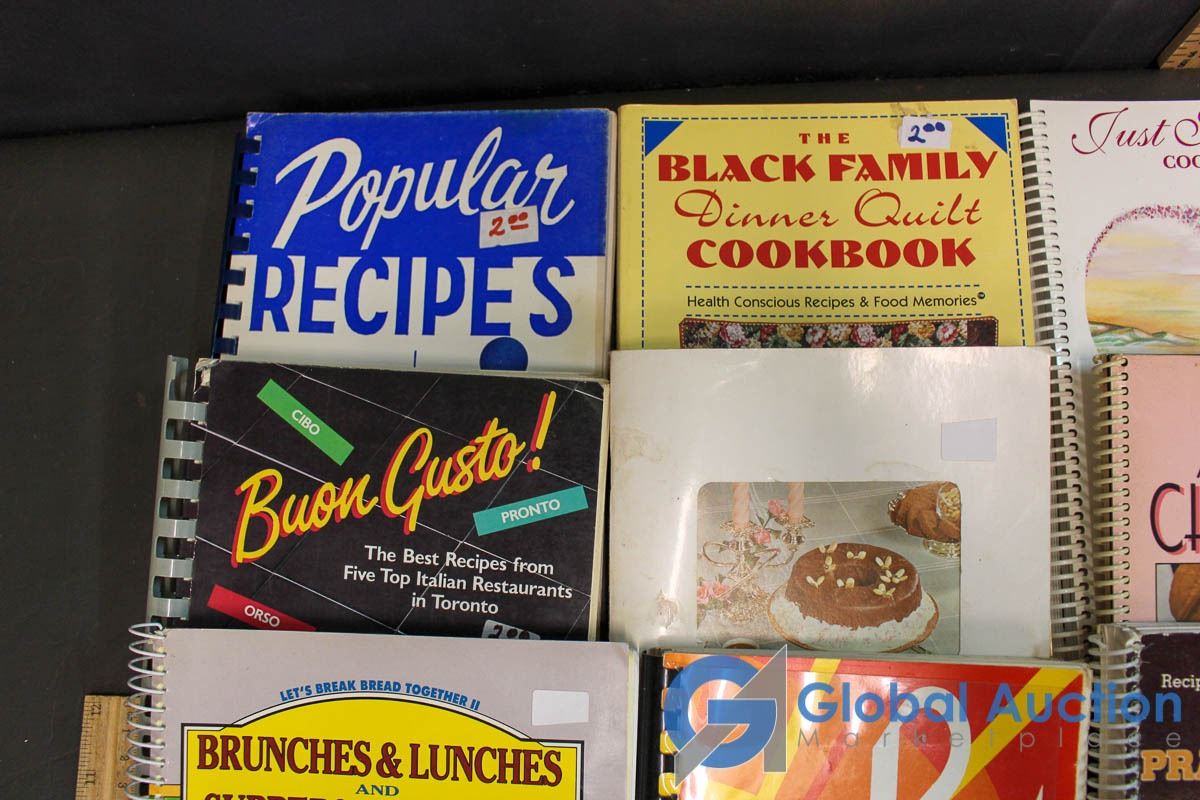 Popular
2.00
RECIPES
THE
2.00
BLACK FAMILY
Dinner Quilt
COOKBOOK
Health Conscious Recipes & Food Memories
Just
CIBO
Buon Gusto!
PRONTO
The Best Recipes from
Five Top Italian Restaurants
in Toronto
ORSO
2.00
LET'S BREAK BREAD TOGETHER II
BRUNCHES & LUNCHES
AND
Global Auction
Marketplace